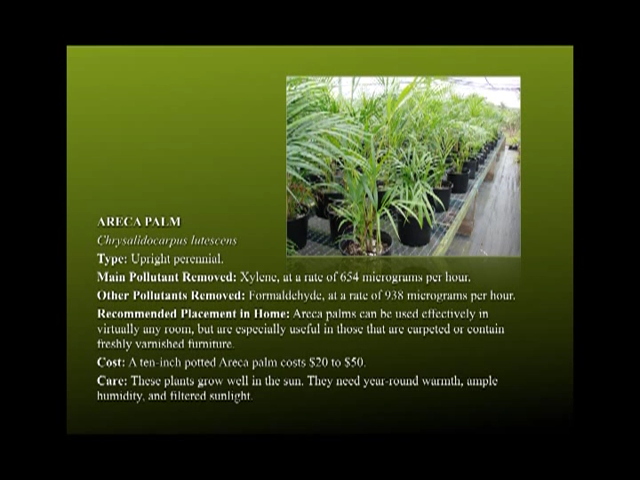 ARECA PALM
Chrysalidocarpus lutescens
Type: Upright perennial.
Main Pollutant Removed: Xylene, at a rate of 654 micrograms per hour.
Other Pollutants Removed: Formaldehyde, at a rate of 938 micrograms per hour.
Recommended Placement in Home: Areca palms can be used effectively in
virtually any room, but are especially useful in those that are carpeted or contain
freshly varnished furniture.
Cost: A ten-inch potted Areca palm costs $20 to $50.
Care: These plants grow well in the sun. They need year-round warmth, ample
humidity, and filtered sunlight.